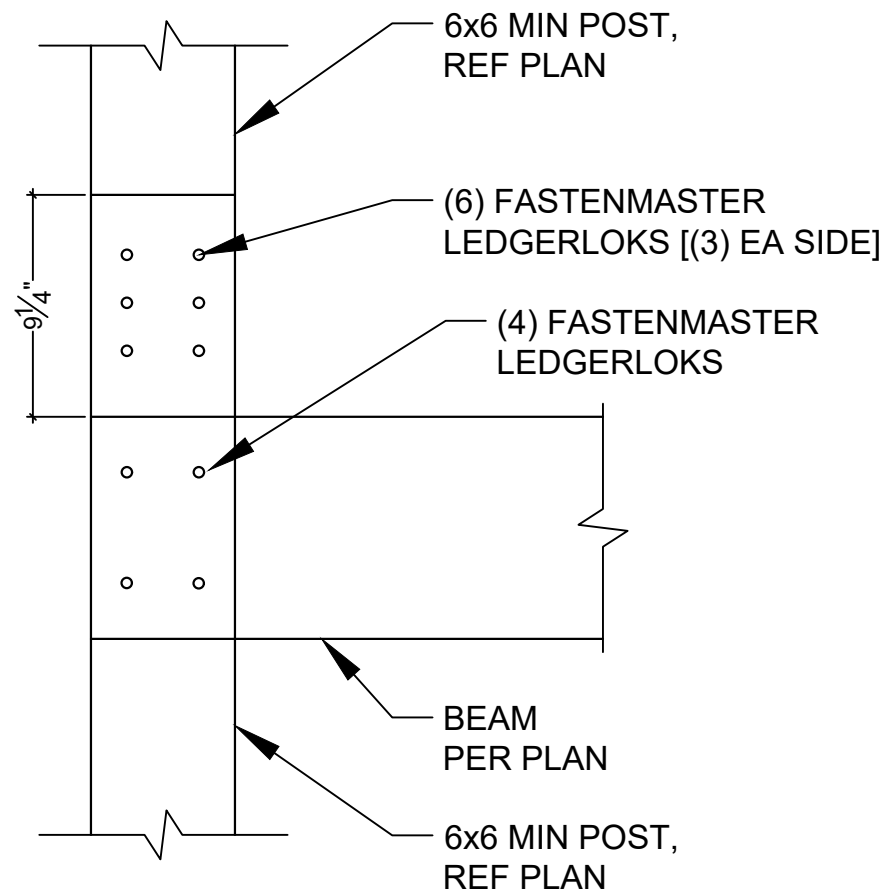 6x6 MIN POST,
REF PLAN
(6) FASTENMASTER
LEDGERLOKS [(3) EA SIDE]
9¼"
(4) FASTENMASTER
LEDGERLOKS
BEAM
PER PLAN
6x6 MIN POST,
REF PLAN